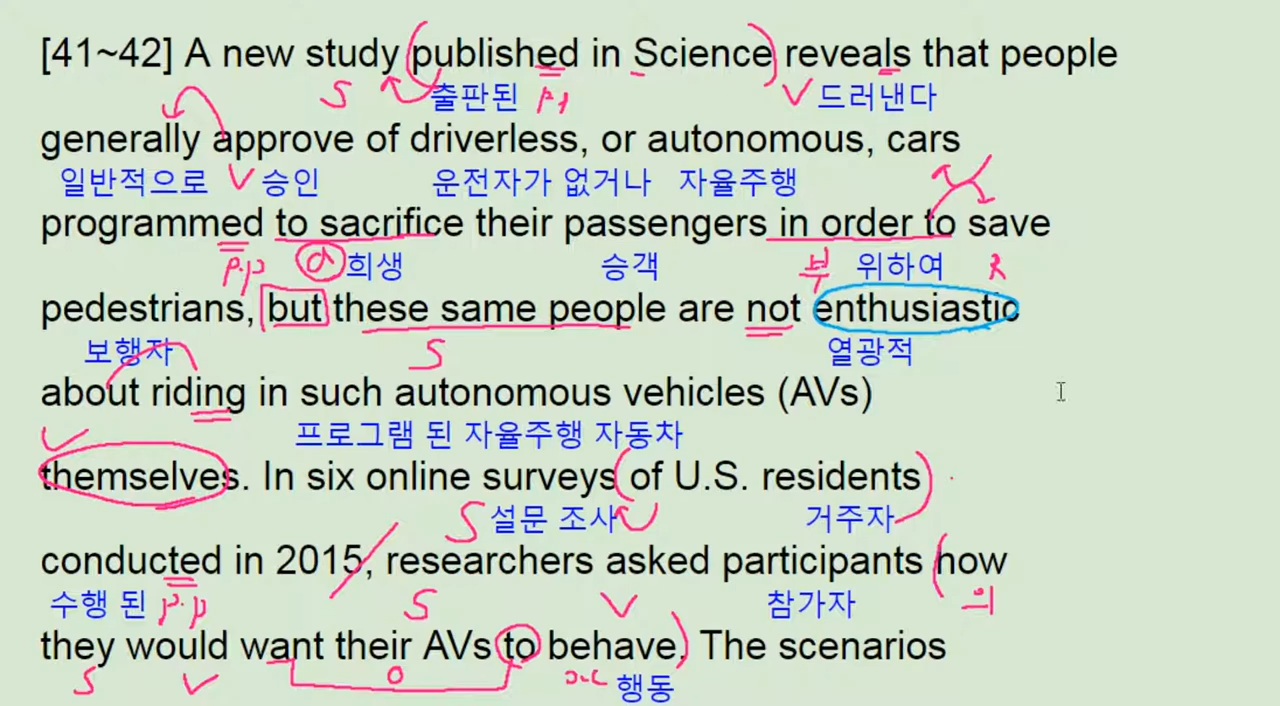 [41~42] A new study (published in Science) reveals that people
S 출판된 p.p V 드러낸다
generally approve of driverless, or autonomous, cars
일반적으로 V 승인 운전자가 없거나 자율주행
programmed to sacrifice their passengers in order to save
p.p 희생 승객 부 위하여 R
pedestrians, but these same people are not enthusiastic
보행자 S 열광적
about riding in such autonomous vehicles (AVs)
프로그램 된 자율주행 자동차
themselves. In six online surveys (of U.S. residents)
S 설문 조사 거주자
conducted in 2015, researchers asked participants (how
수행 된 p.p S V 참가자 의
they would want their AVs to behave.) The scenarios
S V O o.c 행동